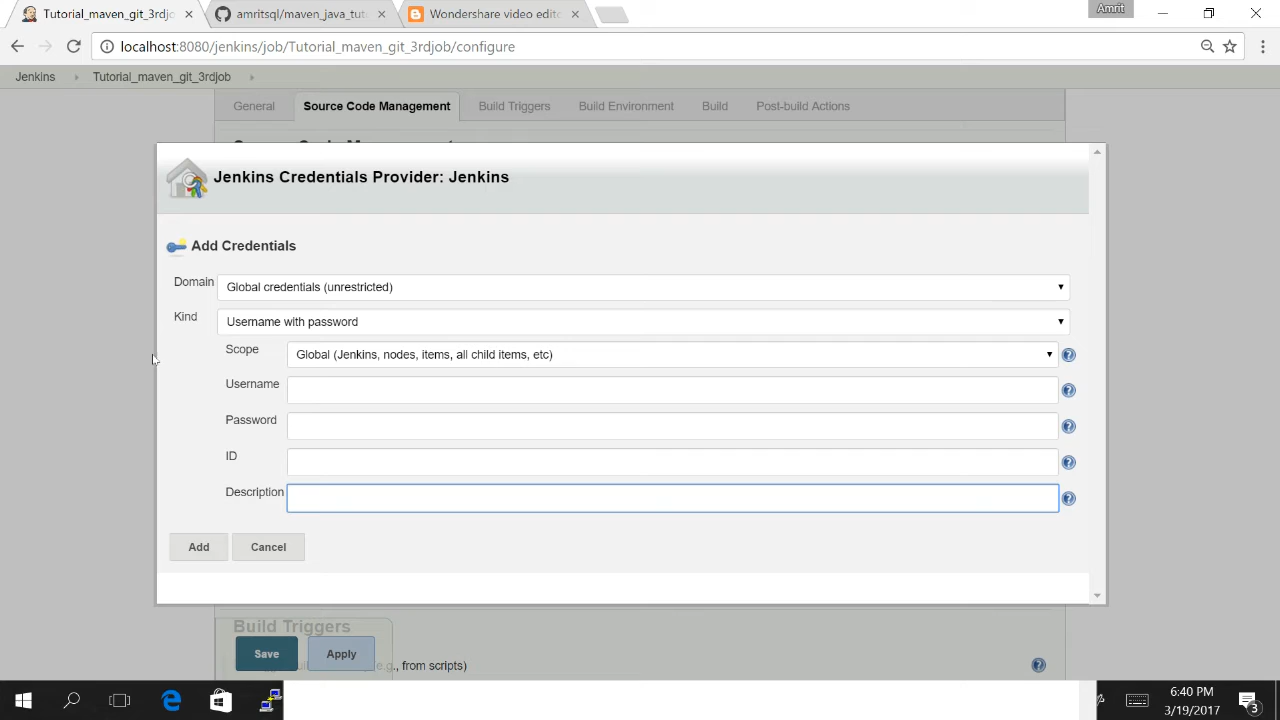 Tutorial_maven_git_3rdjo
amritsql/maven_java_tuto
Wondershare video edito
Amrit
localhost:8080/jenkins/job/Tutorial_maven_git_3rdjob/configure
Jenkins
Tutorial_maven_git_3rdjob
General
Source Code Management
Build Triggers
Build Environment
Build
Post-build Actions
Jenkins Credentials Provider: Jenkins
Add Credentials
Domain
Global credentials (unrestricted)
Kind
Username with password
Scope
Global (Jenkins, nodes, items, all child items, etc)
Username
Password
ID
Description
Add
Cancel
Build Triggers
Save
Apply
, from scripts)
6:40 PM
3/19/2017
3